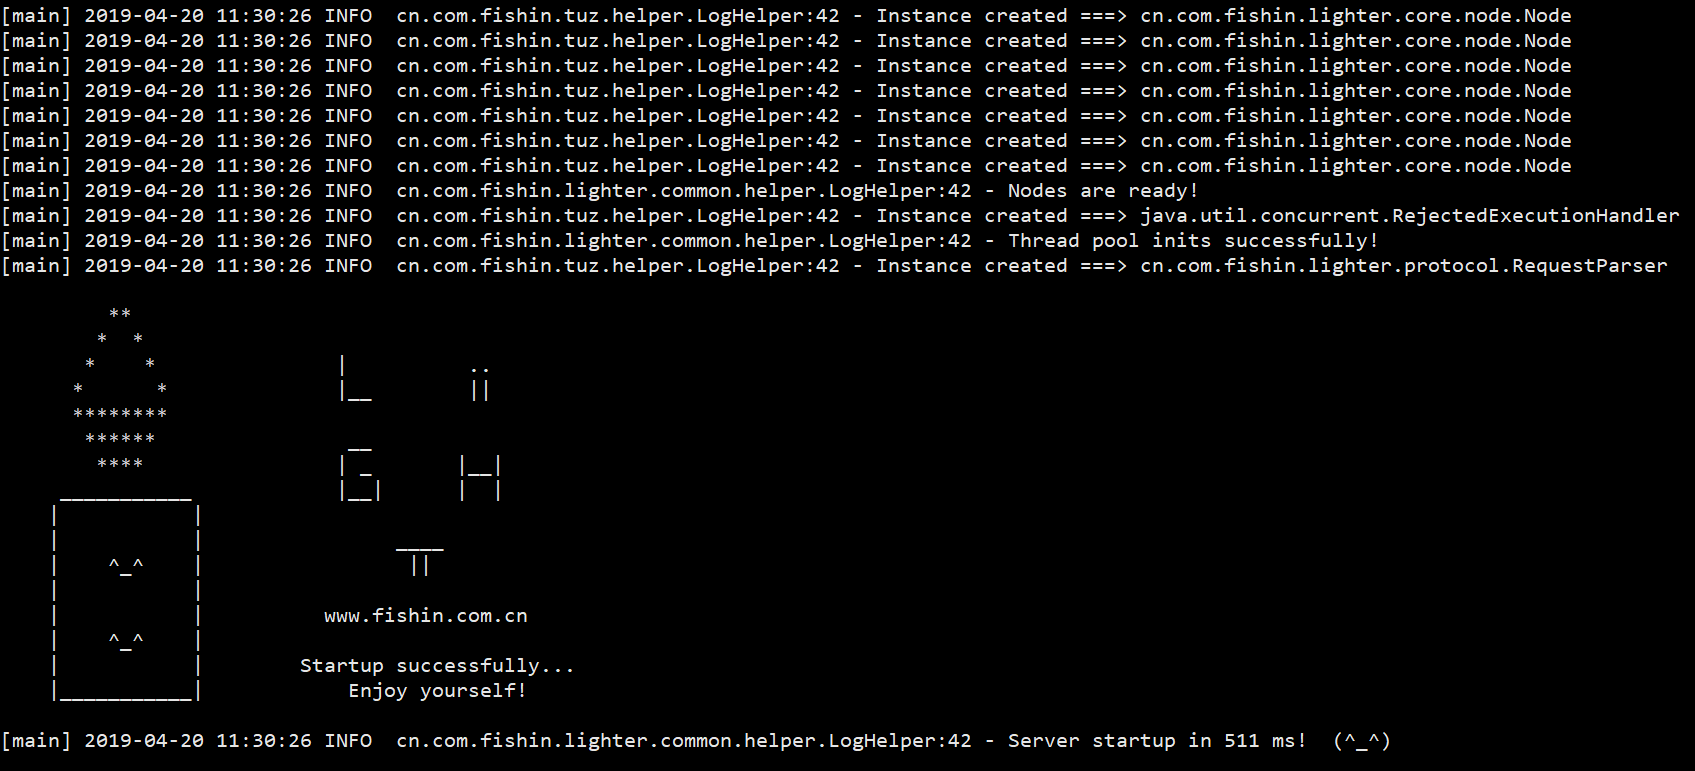 [main] 2019-04-20 11:30:26 INFO  cn.com.fishin.tuz.helper.LogHelper:42 - Instance created ===> cn.com.fishin.lighter.core.node.Node
[main] 2019-04-20 11:30:26 INFO  cn.com.fishin.tuz.helper.LogHelper:42 - Instance created ===> cn.com.fishin.lighter.core.node.Node
[main] 2019-04-20 11:30:26 INFO  cn.com.fishin.tuz.helper.LogHelper:42 - Instance created ===> cn.com.fishin.lighter.core.node.Node
[main] 2019-04-20 11:30:26 INFO  cn.com.fishin.tuz.helper.LogHelper:42 - Instance created ===> cn.com.fishin.lighter.core.node.Node
[main] 2019-04-20 11:30:26 INFO  cn.com.fishin.tuz.helper.LogHelper:42 - Instance created ===> cn.com.fishin.lighter.core.node.Node
[main] 2019-04-20 11:30:26 INFO  cn.com.fishin.tuz.helper.LogHelper:42 - Instance created ===> cn.com.fishin.lighter.core.node.Node
[main] 2019-04-20 11:30:26 INFO  cn.com.fishin.tuz.helper.LogHelper:42 - Instance created ===> cn.com.fishin.lighter.core.node.Node
[main] 2019-04-20 11:30:26 INFO  cn.com.fishin.lighter.common.helper.LogHelper:42 - Nodes are ready!
[main] 2019-04-20 11:30:26 INFO  cn.com.fishin.tuz.helper.LogHelper:42 - Instance created ===> java.util.concurrent.RejectedExecutionHandler
[main] 2019-04-20 11:30:26 INFO  cn.com.fishin.lighter.common.helper.LogHelper:42 - Thread pool inits successfully!
[main] 2019-04-20 11:30:26 INFO  cn.com.fishin.tuz.helper.LogHelper:42 - Instance created ===> cn.com.fishin.lighter.protocol.RequestParser

         **
        *  *
       *    *               |          ..
      *      *              |__        ||
      ********
       ******                __
        ****                | _       |__|
     ___________            |__|      |  |
    |           |
    |           |                ____
    |    ^_^    |                 ||
    |           |
    |           |          www.fishin.com.cn
    |    ^_^    |
    |           |        Startup successfully...
    |___________|            Enjoy yourself!

[main] 2019-04-20 11:30:26 INFO  cn.com.fishin.lighter.common.helper.LogHelper:42 - Server startup in 511 ms!  (^_^)